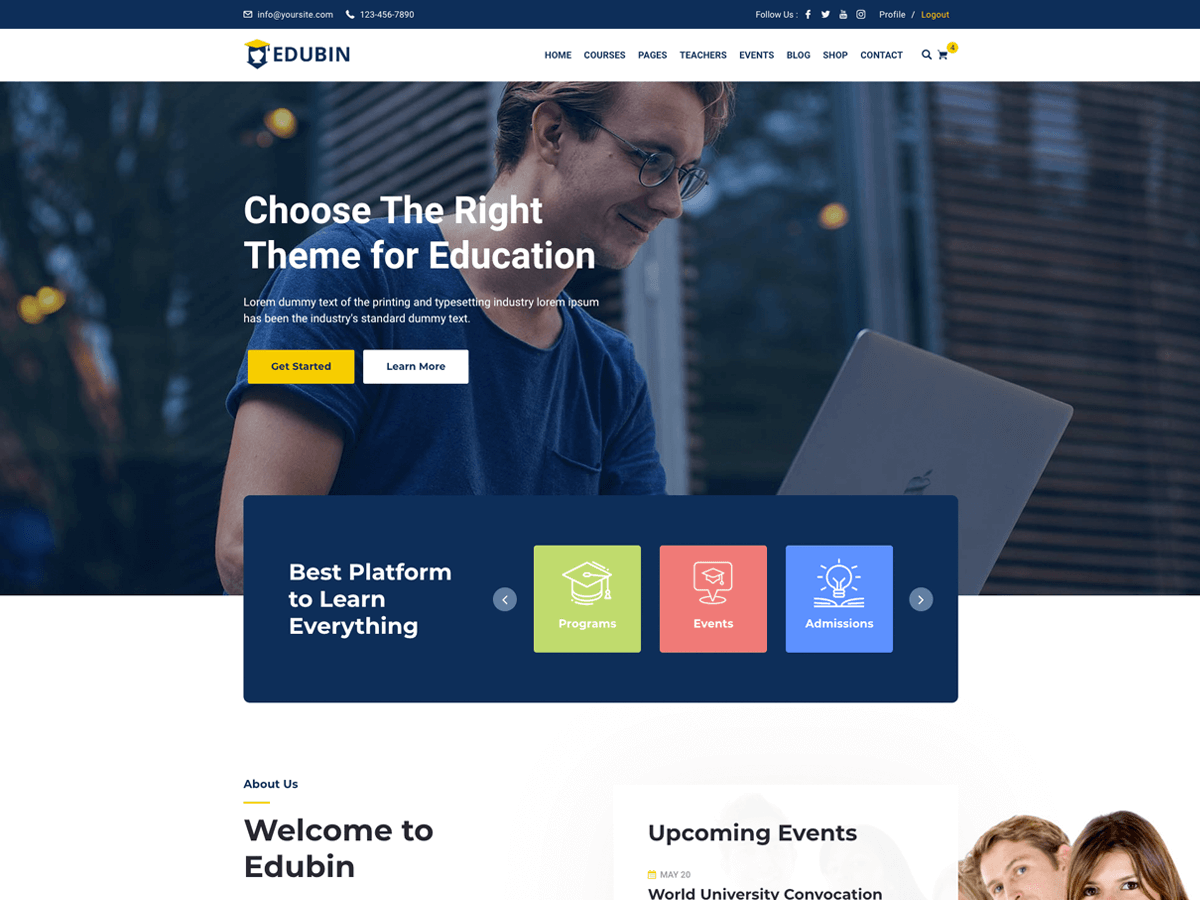 info@yoursite.com 123-456-7890 Follow Us : Profile / Logout
EDUBIN HOME COURSES PAGES TEACHERS EVENTS BLOG SHOP CONTACT 4
Choose The Right
Theme for Education
Lorem dummy text of the printing and typesetting industry lorem ipsum
has been the industry's standard dummy text.
Get Started Learn More
Best Platform
to Learn
Everything
Programs Events Admissions
About Us
Welcome to
Edubin
Upcoming Events
MAY 20
World University Convocation